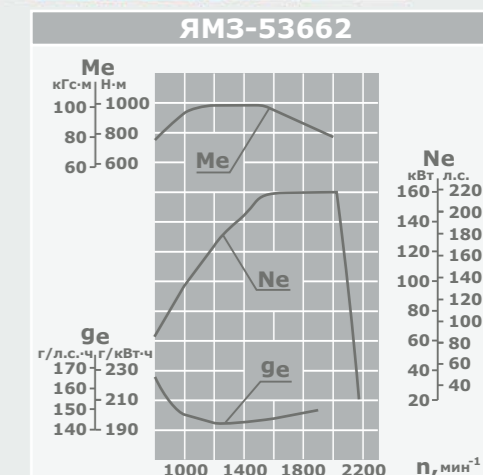 ЯМЗ-53662
Me
кГс·м Н·м
100 1000
80 800
60 600
Me
Ne
кВт л.с.
160 220
200
140 180
120 160
140
100 120
80 100
80
60 60
40 40
20
Ne
ge
г/л.с.·ч г/кВт·ч
170 230
160
150 210
140 190
ge
1000 1400 1800 2200 n, мин⁻¹